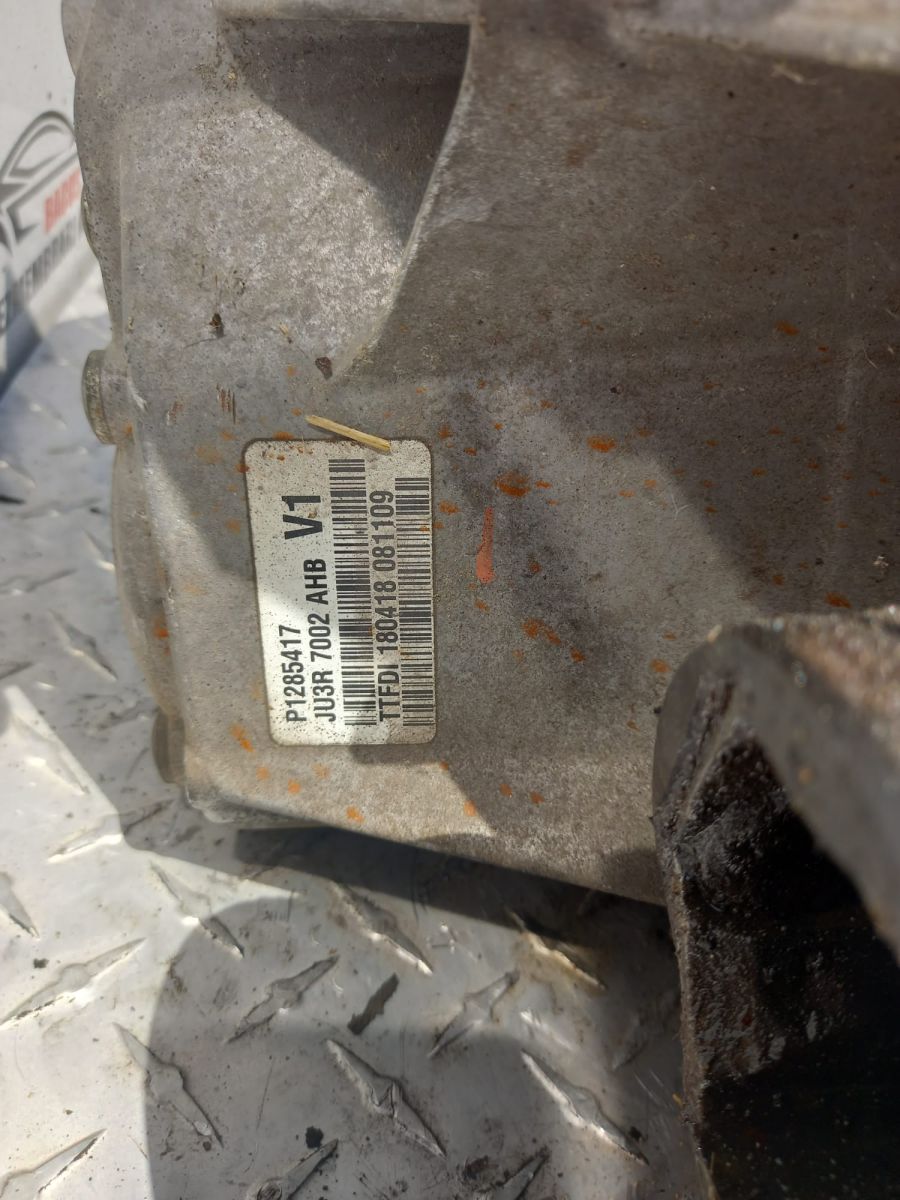 P1285417
JU3R 7002 AHB V1
TTFDI 180418 081109